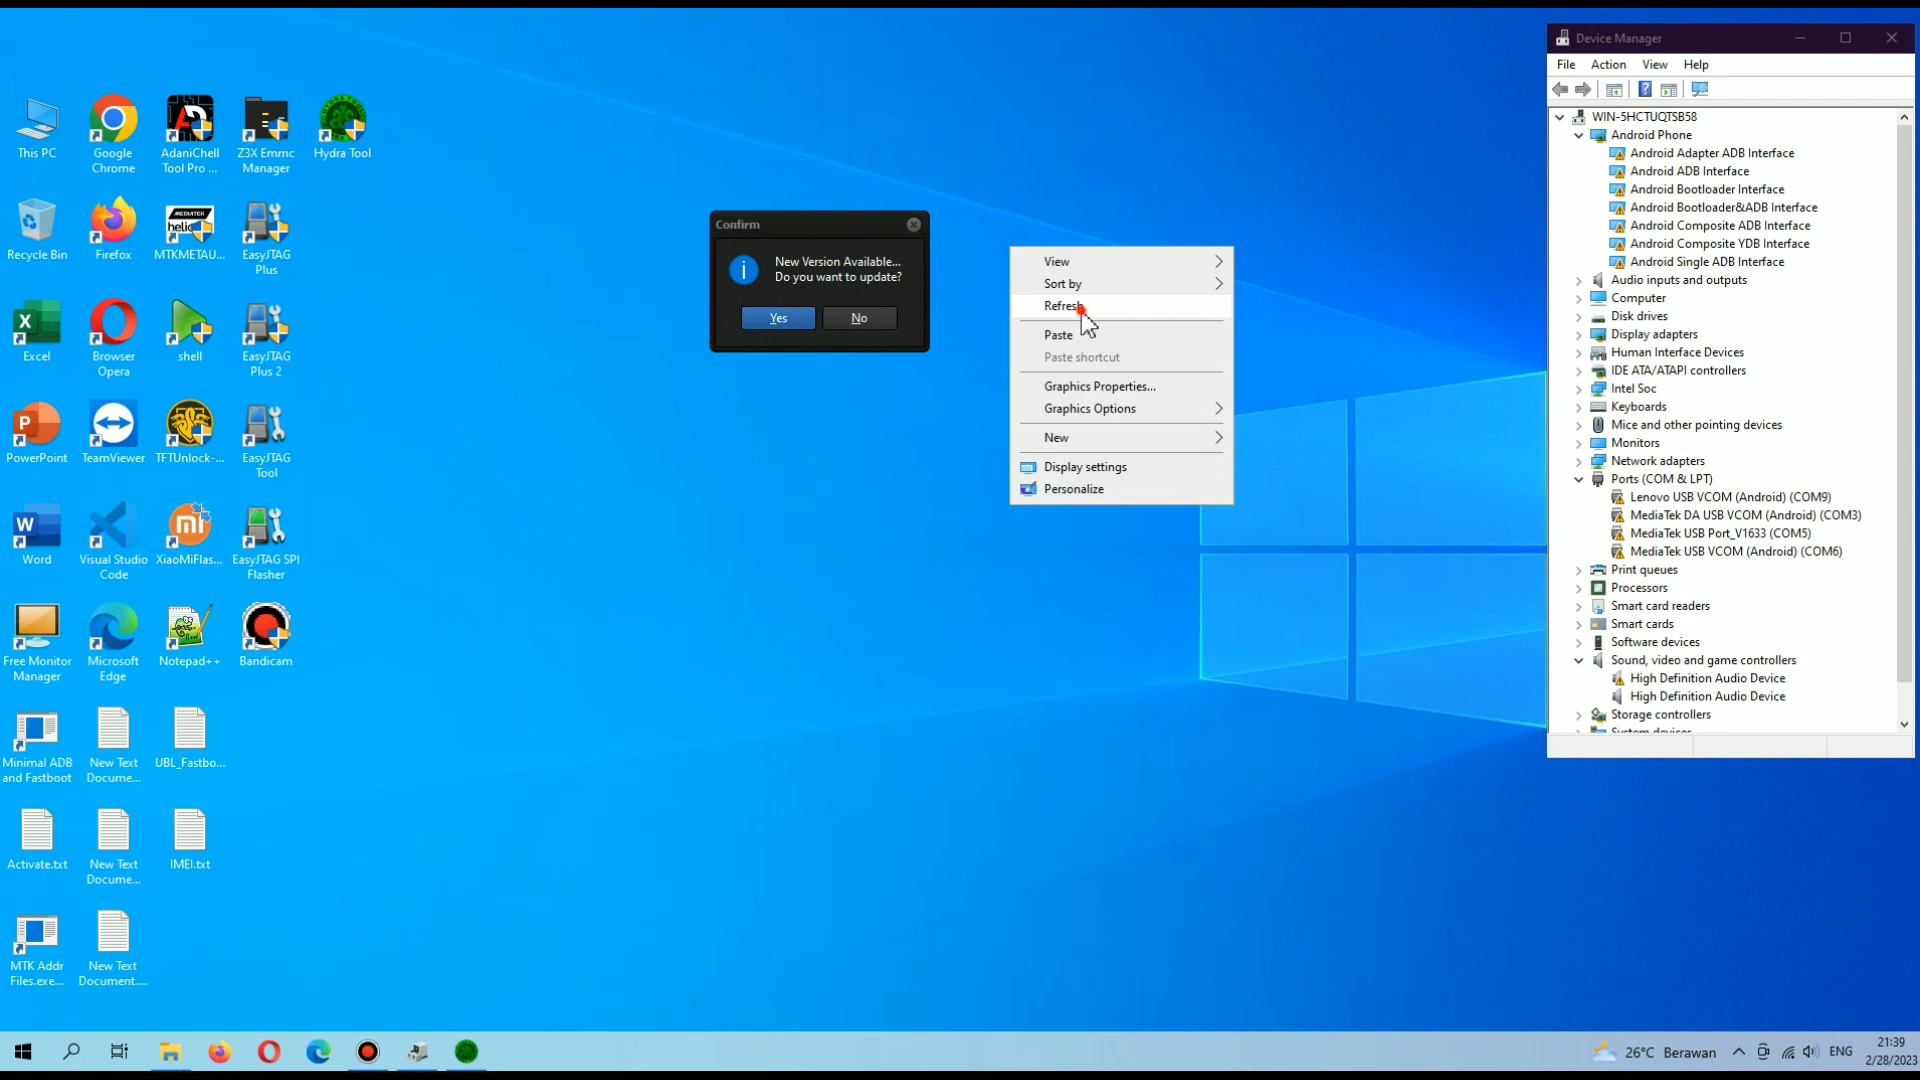 This PC
Google
Chrome
AdaniChell
Tool Pro ...
Z3X Emmc
Manager
Hydra Tool
Recycle Bin
Firefox
MEDIATEK
helio
MTKMETAU...
EasyJTAG
Plus
Excel
Browser
Opera
shell
EasyJTAG
Plus 2
PowerPoint
TeamViewer
TFTUnlock-...
EasyJTAG
Tool
Word
Visual Studio
Code
XiaoMiFlas...
EasyJTAG SPI
Flasher
Free Monitor
Manager
Microsoft
Edge
Notepad++
Bandicam
Minimal ADB
and Fastboot
New Text
Docume...
UBL_Fastbo...
Activate.txt
New Text
Docume...
IMEI.txt
MTK Addr
Files.exe...
New Text
Document....
Confirm
New Version Available...
Do you want to update?
Yes
No
View
Sort by
Refresh
Paste
Paste shortcut
Graphics Properties...
Graphics Options
New
Display settings
Personalize
Device Manager
File Action View Help
WIN-5HCTUQTSB58
Android Phone
Android Adapter ADB Interface
Android ADB Interface
Android Bootloader Interface
Android Bootloader&ADB Interface
Android Composite ADB Interface
Android Composite YDB Interface
Android Single ADB Interface
Audio inputs and outputs
Computer
Disk drives
Display adapters
Human Interface Devices
IDE ATA/ATAPI controllers
Intel Soc
Keyboards
Mice and other pointing devices
Monitors
Network adapters
Ports (COM & LPT)
Lenovo USB VCOM (Android) (COM9)
MediaTek DA USB VCOM (Android) (COM3)
MediaTek USB Port_V1633 (COM5)
MediaTek USB VCOM (Android) (COM6)
Print queues
Processors
Smart card readers
Smart cards
Software devices
Sound, video and game controllers
High Definition Audio Device
High Definition Audio Device
Storage controllers
System devices
26°C Berawan
ENG
21:39
2/28/2023